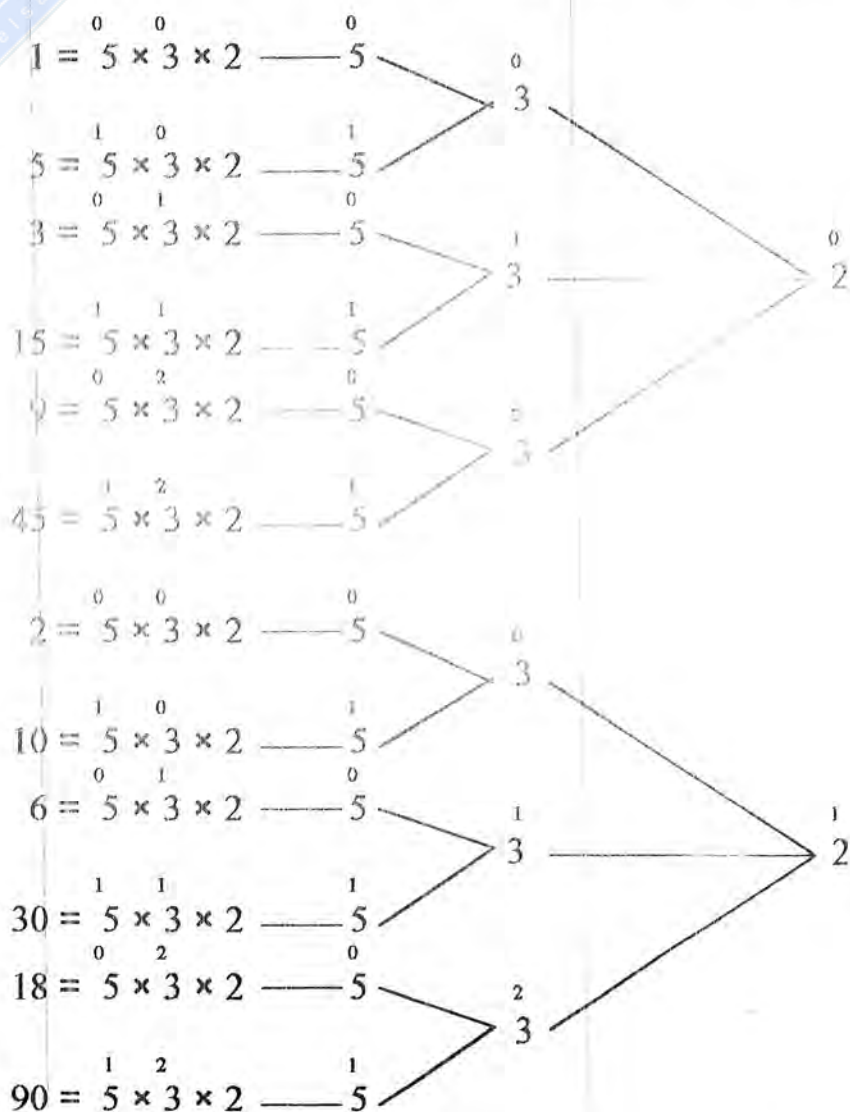 0 0 0
1 = 5 × 3 × 2 5
0
3
1 0 1
5 = 5 × 3 × 2 5
0 1 0
3 = 5 × 3 × 2 5
1 0
3 2
1 1 1
15 = 5 × 3 × 2 5
0 2 0
9 = 5 × 3 × 2 5
3
1 2 1
45 = 5 × 3 × 2 5
0 0 0
2 = 5 × 3 × 2 5
0
3
1 0 1
10 = 5 × 3 × 2 5
0 1 0
6 = 5 × 3 × 2 5
1 1
3 2
1 1 1
30 = 5 × 3 × 2 5
0 2 0
18 = 5 × 3 × 2 5
2
3
1 2 1
90 = 5 × 3 × 2 5